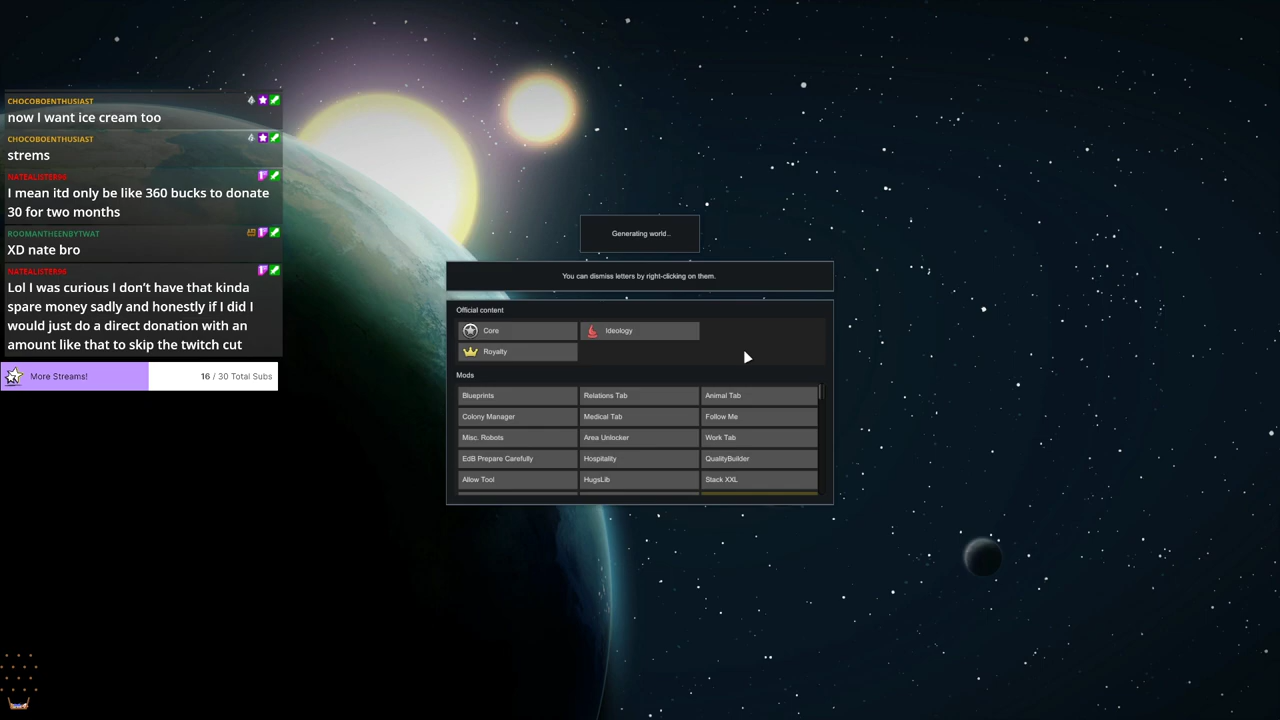 CHOCOBOENTHUSIAST
now I want ice cream too
CHOCOBOENTHUSIAST
strems
NATEALISTER96
I mean itd only be like 360 bucks to donate
30 for two months
ROOMANTHEENBYTWAT
XD nate bro
NATEALISTER96
Lol I was curious I don’t have that kinda
spare money sadly and honestly if I did I
would just do a direct donation with an
amount like that to skip the twitch cut
More Streams!
16 / 30 Total Subs
Generating world..
You can dismiss letters by right-clicking on them.
Official content
Core
Ideology
Royalty
Mods
Blueprints
Relations Tab
Animal Tab
Colony Manager
Medical Tab
Follow Me
Misc. Robots
Area Unlocker
Work Tab
EdB Prepare Carefully
Hospitality
QualityBuilder
Allow Tool
HugsLib
Stack XXL